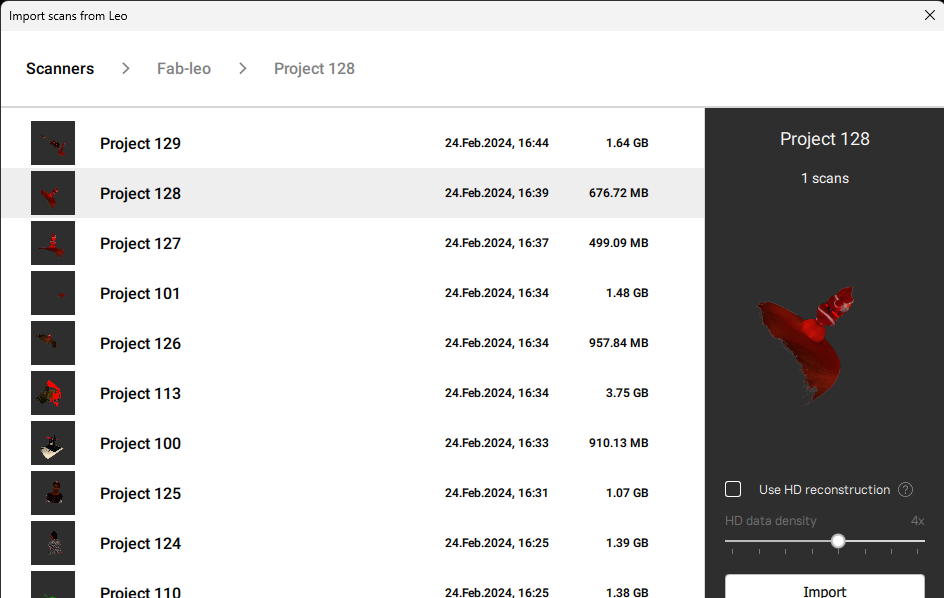 Import scans from Leo
Scanners > Fab-leo > Project 128
Project 129 24.Feb.2024, 16:44 1.64 GB
Project 128 24.Feb.2024, 16:39 676.72 MB
Project 127 24.Feb.2024, 16:37 499.09 MB
Project 101 24.Feb.2024, 16:34 1.48 GB
Project 126 24.Feb.2024, 16:34 957.84 MB
Project 113 24.Feb.2024, 16:34 3.75 GB
Project 100 24.Feb.2024, 16:33 910.13 MB
Project 125 24.Feb.2024, 16:31 1.07 GB
Project 124 24.Feb.2024, 16:25 1.39 GB
Project 110 24.Feb.2024, 16:25 1.38 GB
Project 128
1 scans
Use HD reconstruction ?
HD data density 4x
Import